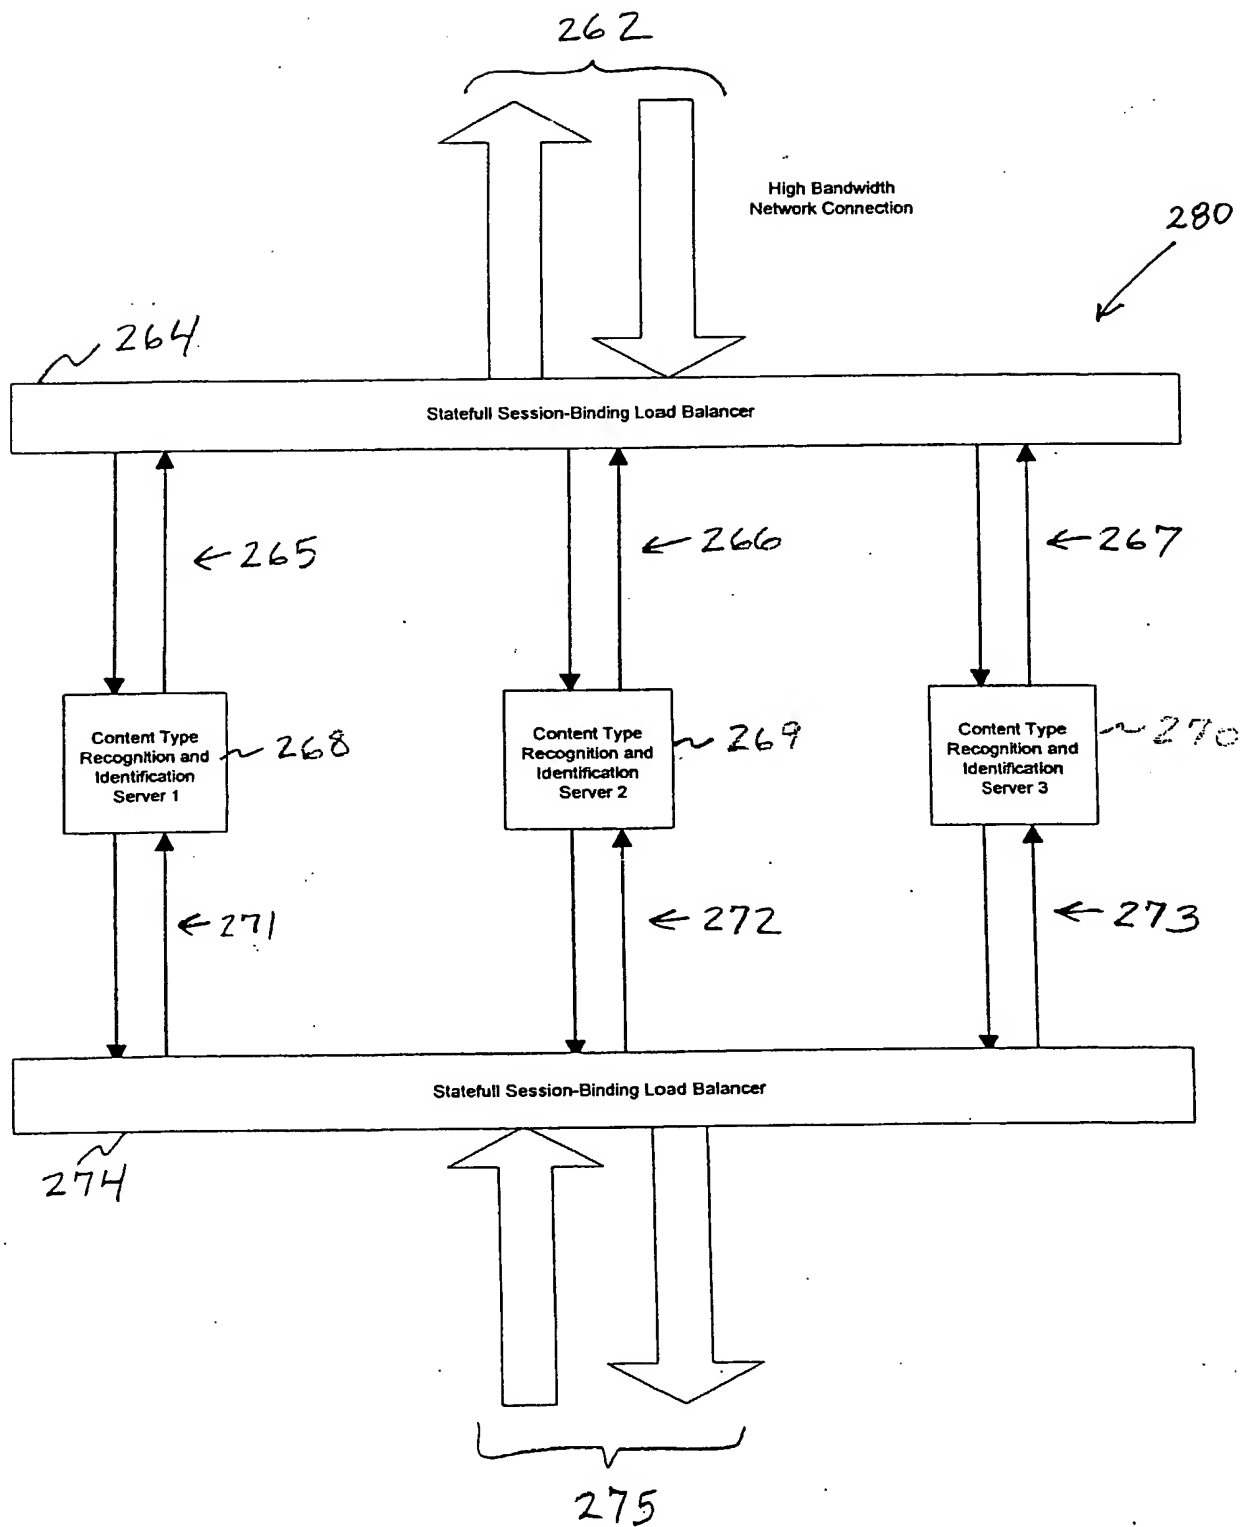 262
High Bandwidth
Network Connection
280
264
Statefull Session-Binding Load Balancer
265
266
267
Content Type
Recognition and
Identification
Server 1
268
Content Type
Recognition and
Identification
Server 2
269
Content Type
Recognition and
Identification
Server 3
270
271
272
273
Statefull Session-Binding Load Balancer
274
275